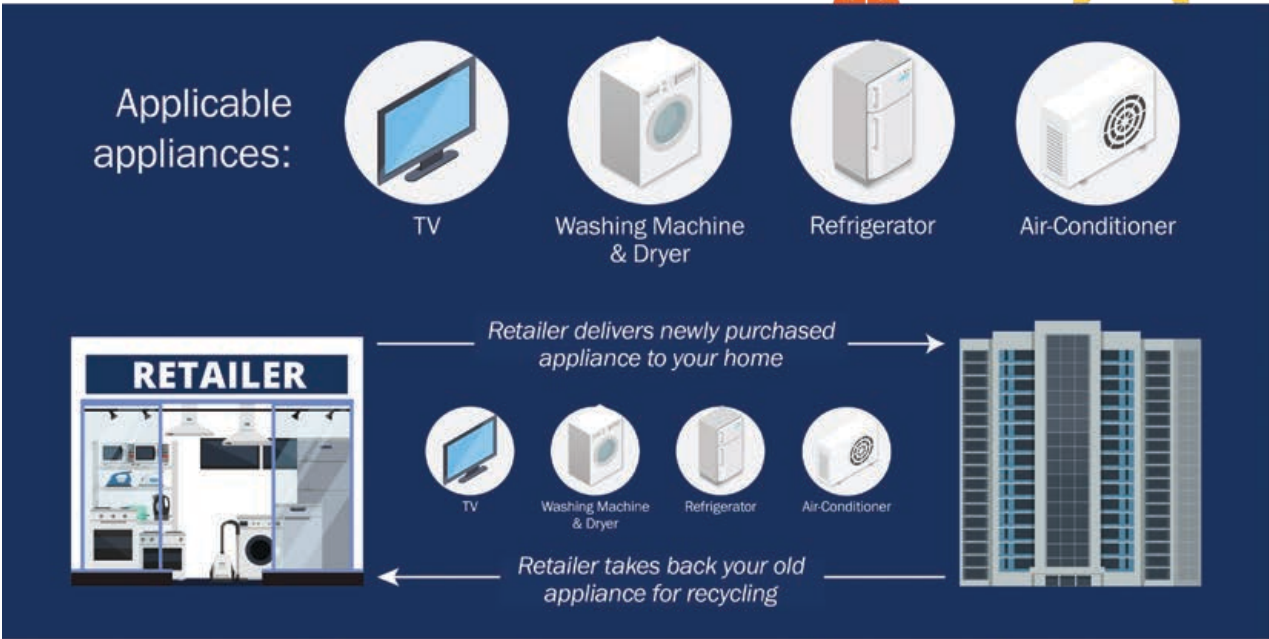 Applicable
appliances:
TV
Washing Machine
& Dryer
Refrigerator
Air-Conditioner
Retailer delivers newly purchased
appliance to your home
RETAILER
TV
Washing Machine
& Dryer
Refrigerator
Air-Conditioner
Retailer takes back your old
appliance for recycling